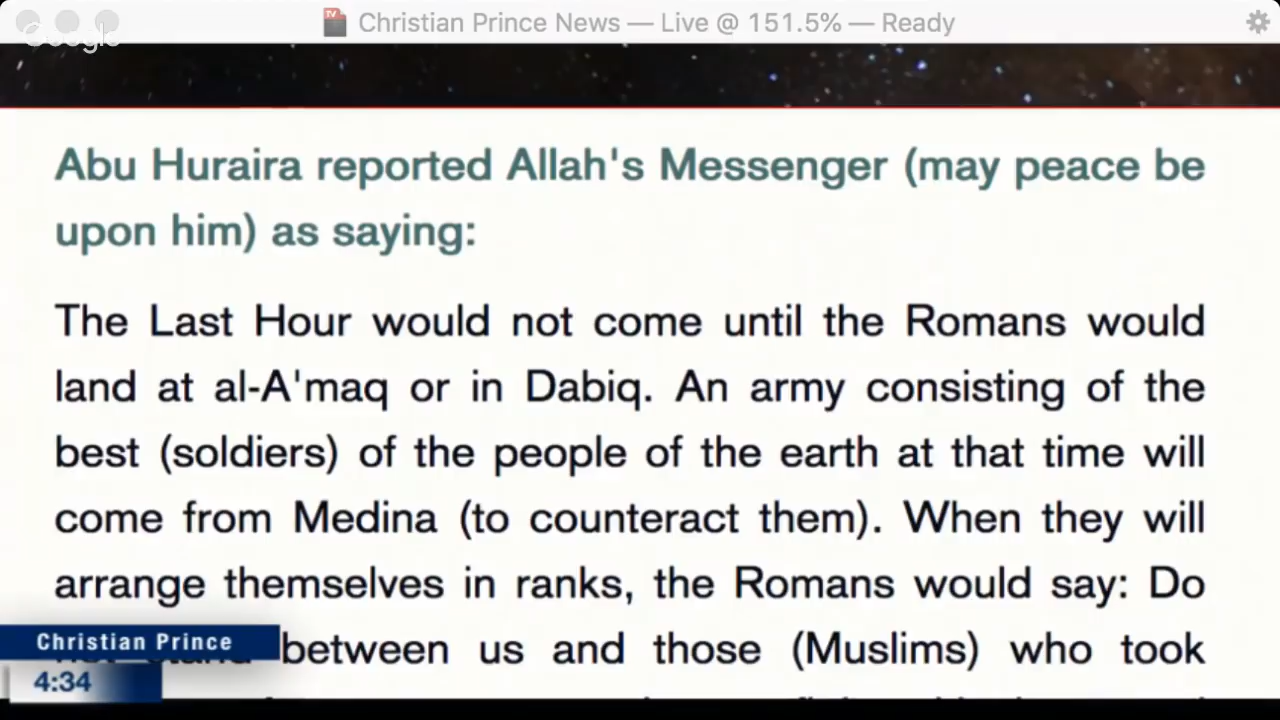 Christian Prince News — Live @ 151.5% — Ready
Google
Abu Huraira reported Allah's Messenger (may peace be
upon him) as saying:
The Last Hour would not come until the Romans would
land at al-A'maq or in Dabiq. An army consisting of the
best (soldiers) of the people of the earth at that time will
come from Medina (to counteract them). When they will
arrange themselves in ranks, the Romans would say: Do
not stand between us and those (Muslims) who took
Christian Prince
4:34